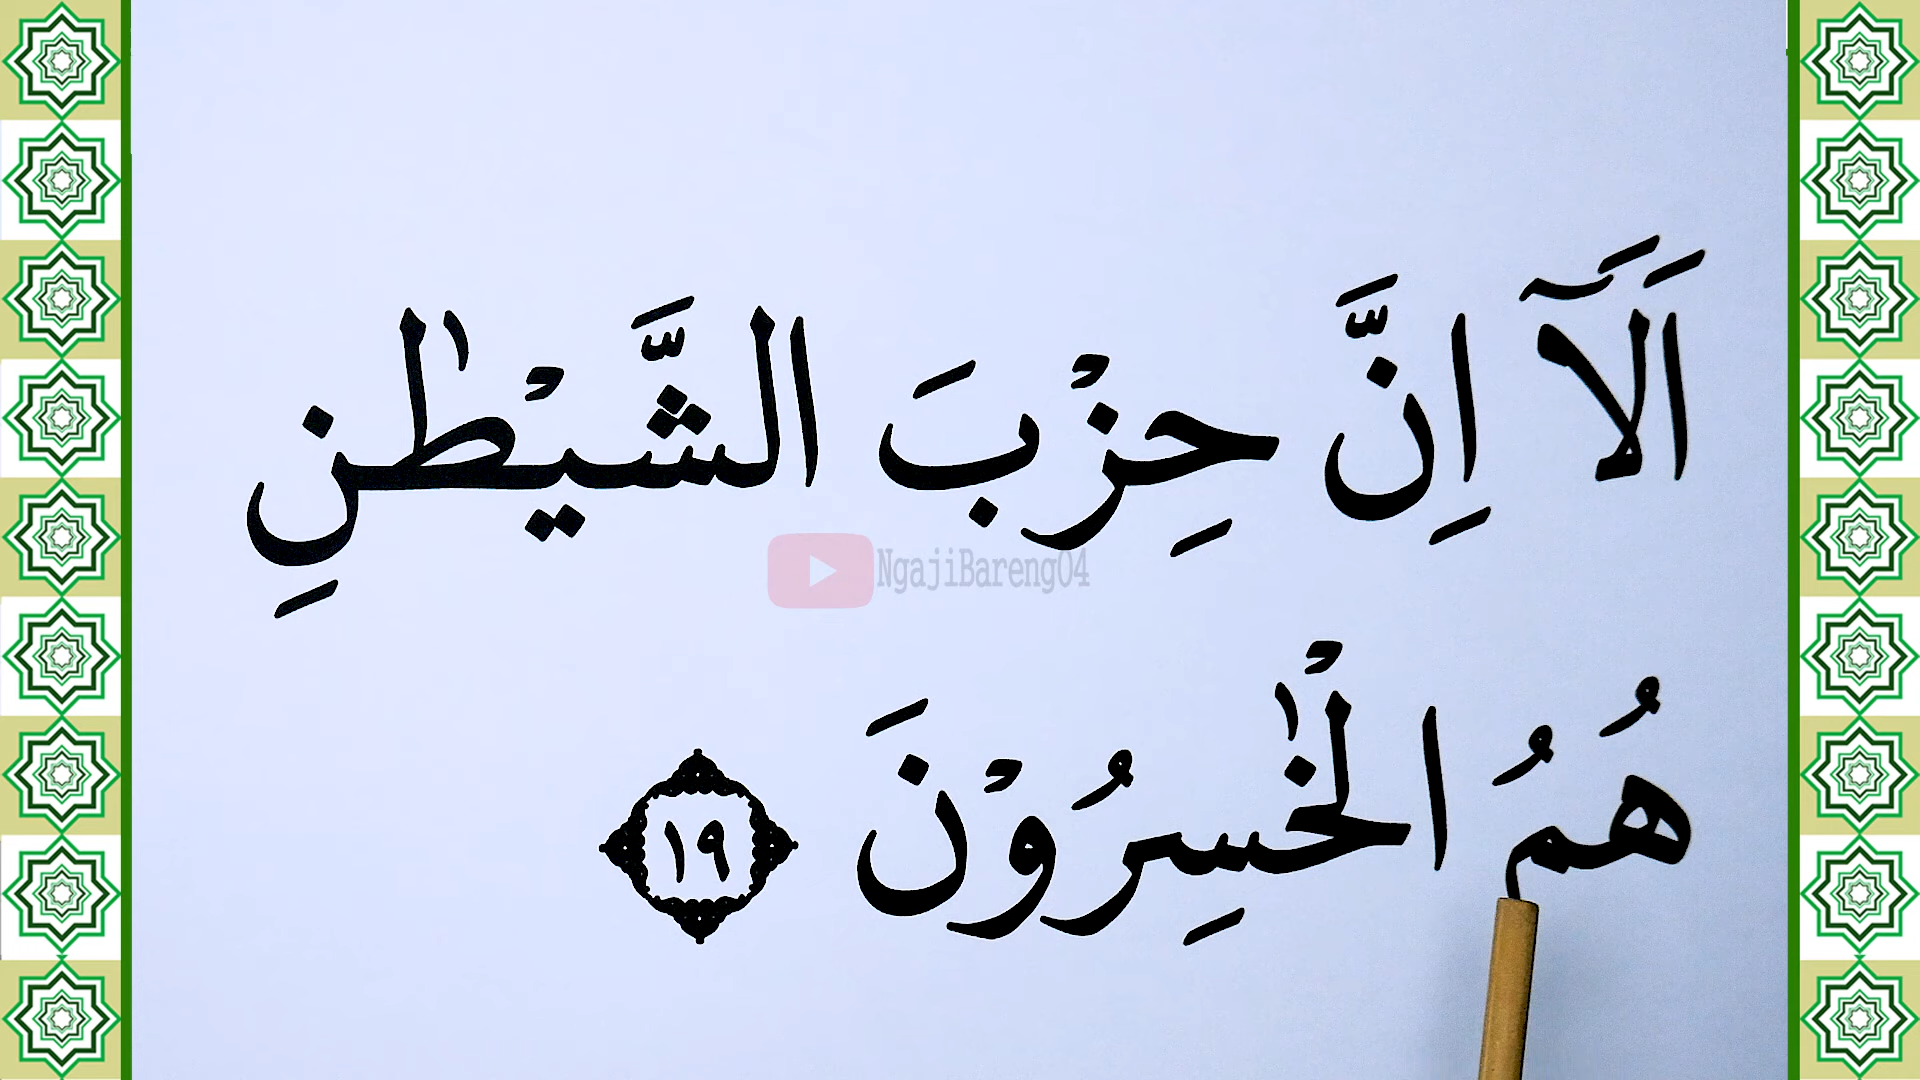 اَلَآ اِنَّ حِزْبَ الشَّيْطٰنِ
NgajiBareng04
هُمُ الْخٰسِرُوْنَ ١٩